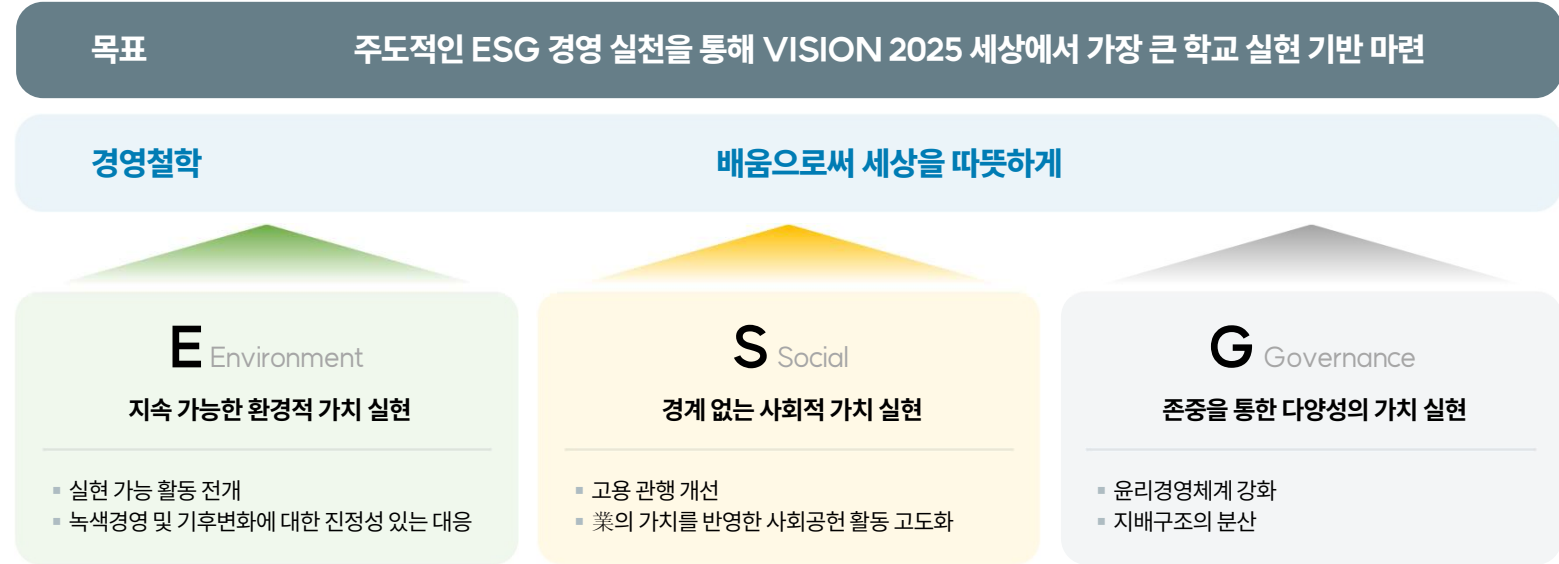 목표
주도적인 ESG 경영 실천을 통해 VISION 2025 세상에서 가장 큰 학교 실현 기반 마련
경영철학
배움으로써 세상을 따뜻하게
E Environment
지속 가능한 환경적 가치 실현
▪ 실현 가능 활동 전개
▪ 녹색경영 및 기후변화에 대한 진정성 있는 대응
S Social
경계 없는 사회적 가치 실현
▪ 고용 관행 개선
▪ 業의 가치를 반영한 사회공헌 활동 고도화
G Governance
존중을 통한 다양성의 가치 실현
▪ 윤리경영체계 강화
▪ 지배구조의 분산